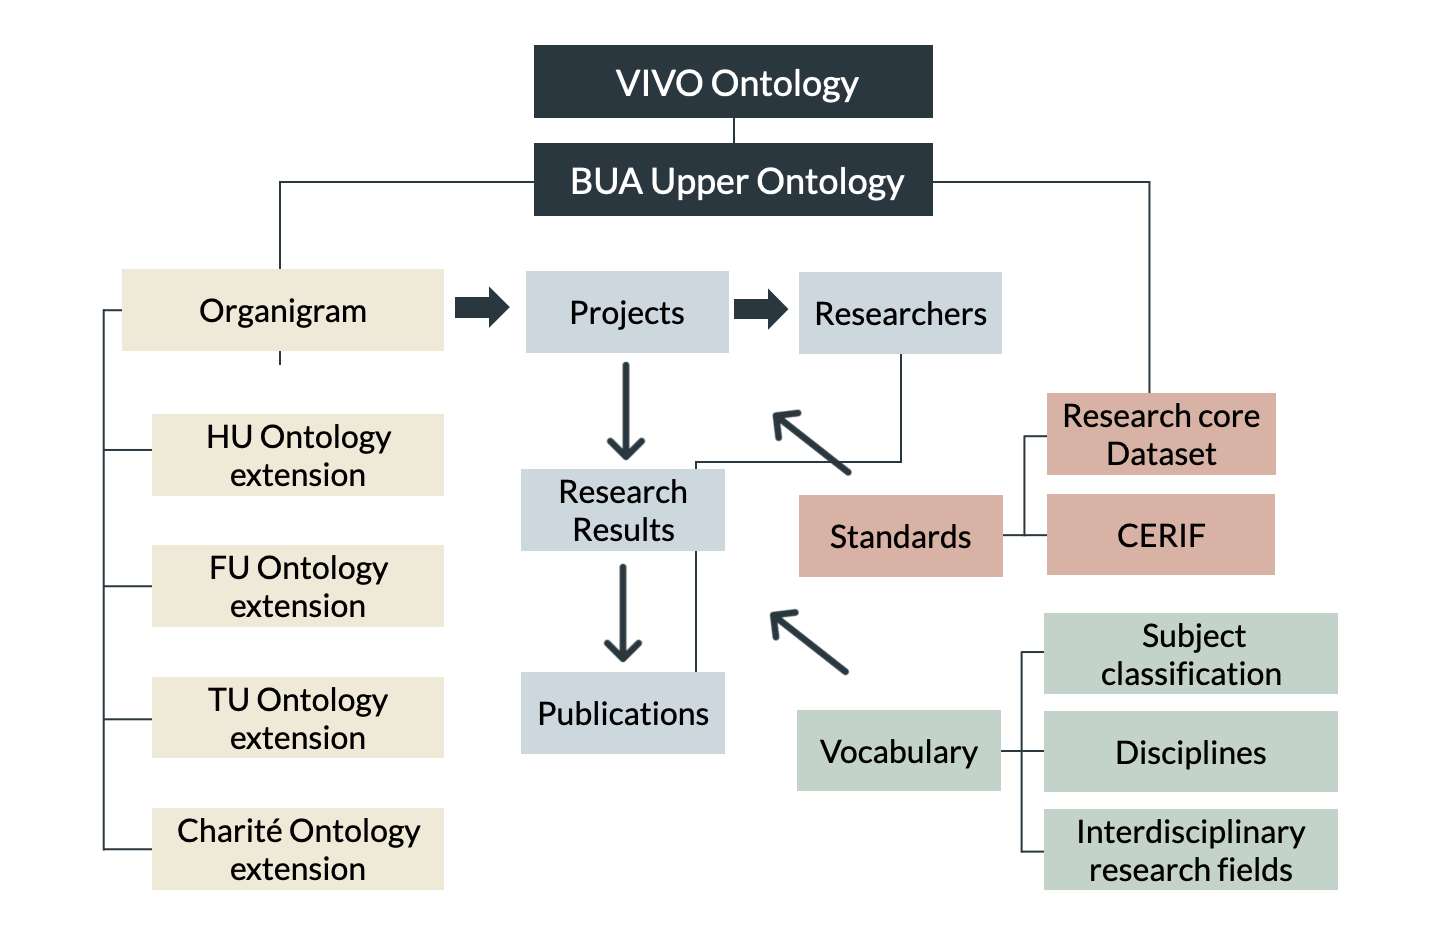 VIVO Ontology
BUA Upper Ontology
Organigram
Projects
Researchers
HU Ontology
extension
FU Ontology
extension
TU Ontology
extension
Charité Ontology
extension
Research
Results
Publications
Standards
Research core
Dataset
CERIF
Vocabulary
Subject
classification
Disciplines
Interdisciplinary
research fields